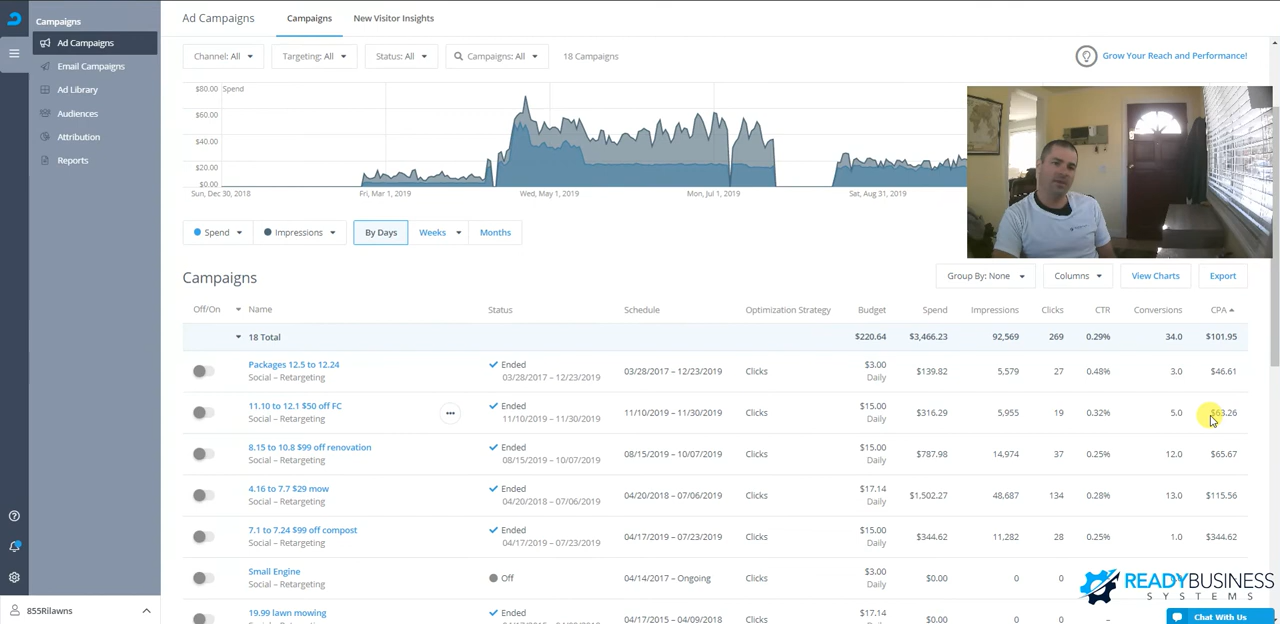 Campaigns
Ad Campaigns
Email Campaigns
Ad Library
Audiences
Attribution
Reports
855Rilawns
Ad Campaigns Campaigns New Visitor Insights
Channel: All Targeting: All Status: All Campaigns: All 18 Campaigns Grow Your Reach and Performance!
$80.00 Spend
$60.00
$40.00
$20.00
$0.00
Sun, Dec 30, 2018 Fri, Mar 1, 2019 Wed, May 1, 2019 Mon, Jul 1, 2019 Sat, Aug 31, 2019
Spend Impressions By Days Weeks Months
Campaigns Group By: None Columns View Charts Export
Off/On Name Status Schedule Optimization Strategy Budget Spend Impressions Clicks CTR Conversions CPA
18 Total $220.64 $3,466.23 92,569 269 0.29% 34.0 $101.95
Packages 12.5 to 12.24 Ended 03/28/2017 – 12/23/2019 Clicks $3.00 $139.82 5,579 27 0.48% 3.0 $46.61
Social – Retargeting 03/28/2017 – 12/23/2019 Daily
11.10 to 12.1 $50 off FC Ended 11/10/2019 – 11/30/2019 Clicks $15.00 $316.29 5,955 19 0.32% 5.0 $63.26
Social – Retargeting 11/10/2019 – 11/30/2019 Daily
8.15 to 10.8 $99 off renovation Ended 08/15/2019 – 10/07/2019 Clicks $15.00 $787.98 14,974 37 0.25% 12.0 $65.67
Social – Retargeting 08/15/2019 – 10/07/2019 Daily
4.16 to 7.7 $29 mow Ended 04/20/2018 – 07/06/2019 Clicks $17.14 $1,502.27 48,687 134 0.28% 13.0 $115.56
Social – Retargeting 04/20/2018 – 07/06/2019 Daily
7.1 to 7.24 $99 off compost Ended 04/17/2019 – 07/23/2019 Clicks $15.00 $344.62 11,282 28 0.25% 1.0 $344.62
Social – Retargeting 04/17/2019 – 07/23/2019 Daily
Small Engine Off 04/14/2017 – Ongoing Clicks $3.00 $0.00 0 0
Social – Retargeting Daily
19.99 lawn mowing Ended 04/17/2015 – 04/09/2018 Clicks $17.14 $0.00 0 0 –
READYBUSINESS
SYSTEMS
Chat With Us